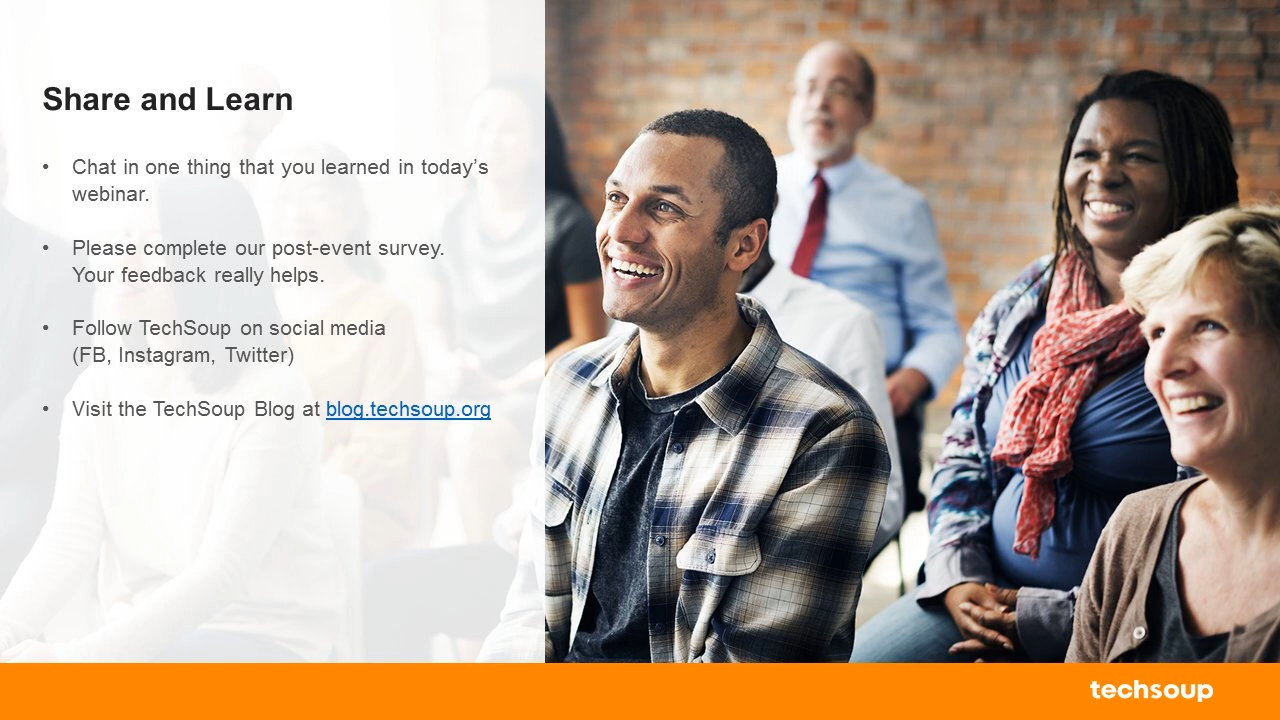 Share and Learn
• Chat in one thing that you learned in today’s
webinar.
• Please complete our post-event survey.
Your feedback really helps.
• Follow TechSoup on social media
(FB, Instagram, Twitter)
• Visit the TechSoup Blog at blog.techsoup.org
techsoup